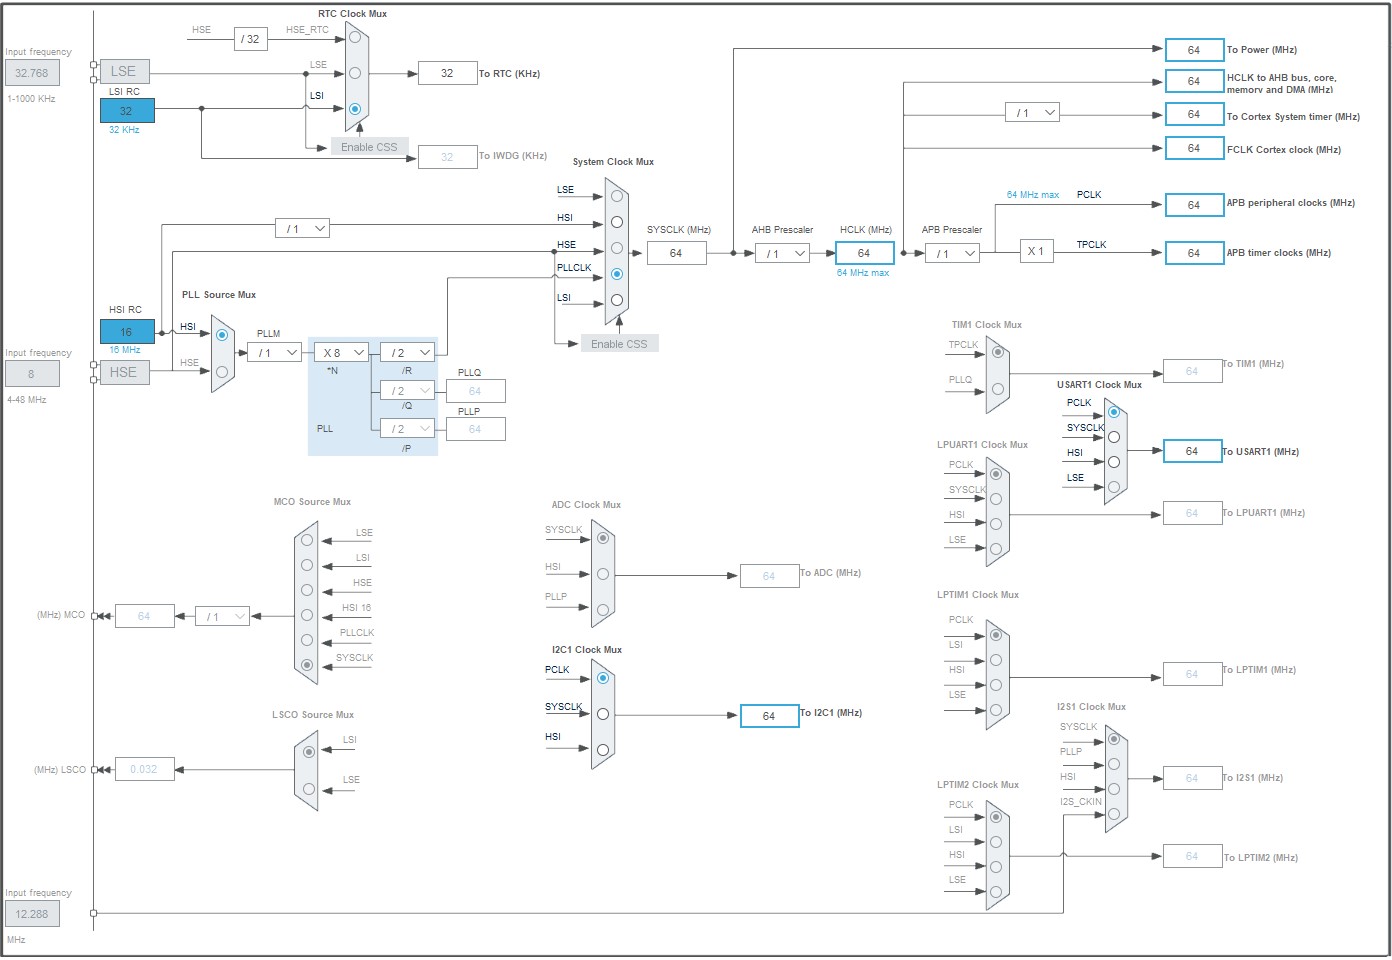 RTC Clock Mux
HSE
/ 32
HSE_RTC
Input frequency
32.768
1-1000 KHz
LSE
LSE
LSI RC
32
32 KHz
LSI
32
To RTC (KHz)
Enable CSS
32
To IWDG (KHz)
System Clock Mux
LSE
HSI
HSE
PLLCLK
LSI
Enable CSS
/ 1
SYSCLK (MHz)
64
AHB Prescaler
/ 1
HCLK (MHz)
64
64 MHz max
APB Prescaler
/ 1
64
To Power (MHz)
64
HCLK to AHB bus, core,
memory and DMA (MHz)
/ 1
64
To Cortex System timer (MHz)
64
FCLK Cortex clock (MHz)
64 MHz max
PCLK
64
APB peripheral clocks (MHz)
X 1
TPCLK
64
APB timer clocks (MHz)
PLL Source Mux
HSI RC
16
16 MHz
HSI
HSE
Input frequency
8
4-48 MHz
HSE
PLLM
/ 1
X 8
*N
/ 2
/R
/ 2
/Q
/ 2
/P
PLL
PLLQ
64
PLLP
64
TIM1 Clock Mux
TPCLK
PLLQ
64
To TIM1 (MHz)
USART1 Clock Mux
PCLK
SYSCLK
HSI
LSE
64
To USART1 (MHz)
LPUART1 Clock Mux
PCLK
SYSCLK
HSI
LSE
64
To LPUART1 (MHz)
MCO Source Mux
LSE
LSI
HSE
HSI 16
PLLCLK
SYSCLK
(MHz) MCO
64
/ 1
ADC Clock Mux
SYSCLK
HSI
PLLP
64
To ADC (MHz)
I2C1 Clock Mux
PCLK
SYSCLK
HSI
64
To I2C1 (MHz)
LPTIM1 Clock Mux
PCLK
LSI
HSI
LSE
64
To LPTIM1 (MHz)
LSCO Source Mux
LSI
LSE
(MHz) LSCO
0.032
I2S1 Clock Mux
SYSCLK
PLLP
HSI
I2S_CKIN
64
To I2S1 (MHz)
LPTIM2 Clock Mux
PCLK
LSI
HSI
LSE
64
To LPTIM2 (MHz)
Input frequency
12.288
MHz